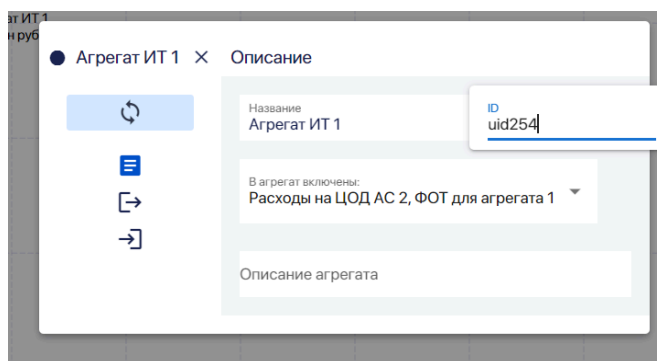 ат ИТ 1
н руб
Агрегат ИТ 1
Описание
Название
Агрегат ИТ 1
ID
uid254
В агрегат включены:
Расходы на ЦОД АС 2, ФОТ для агрегата 1
Описание агрегата